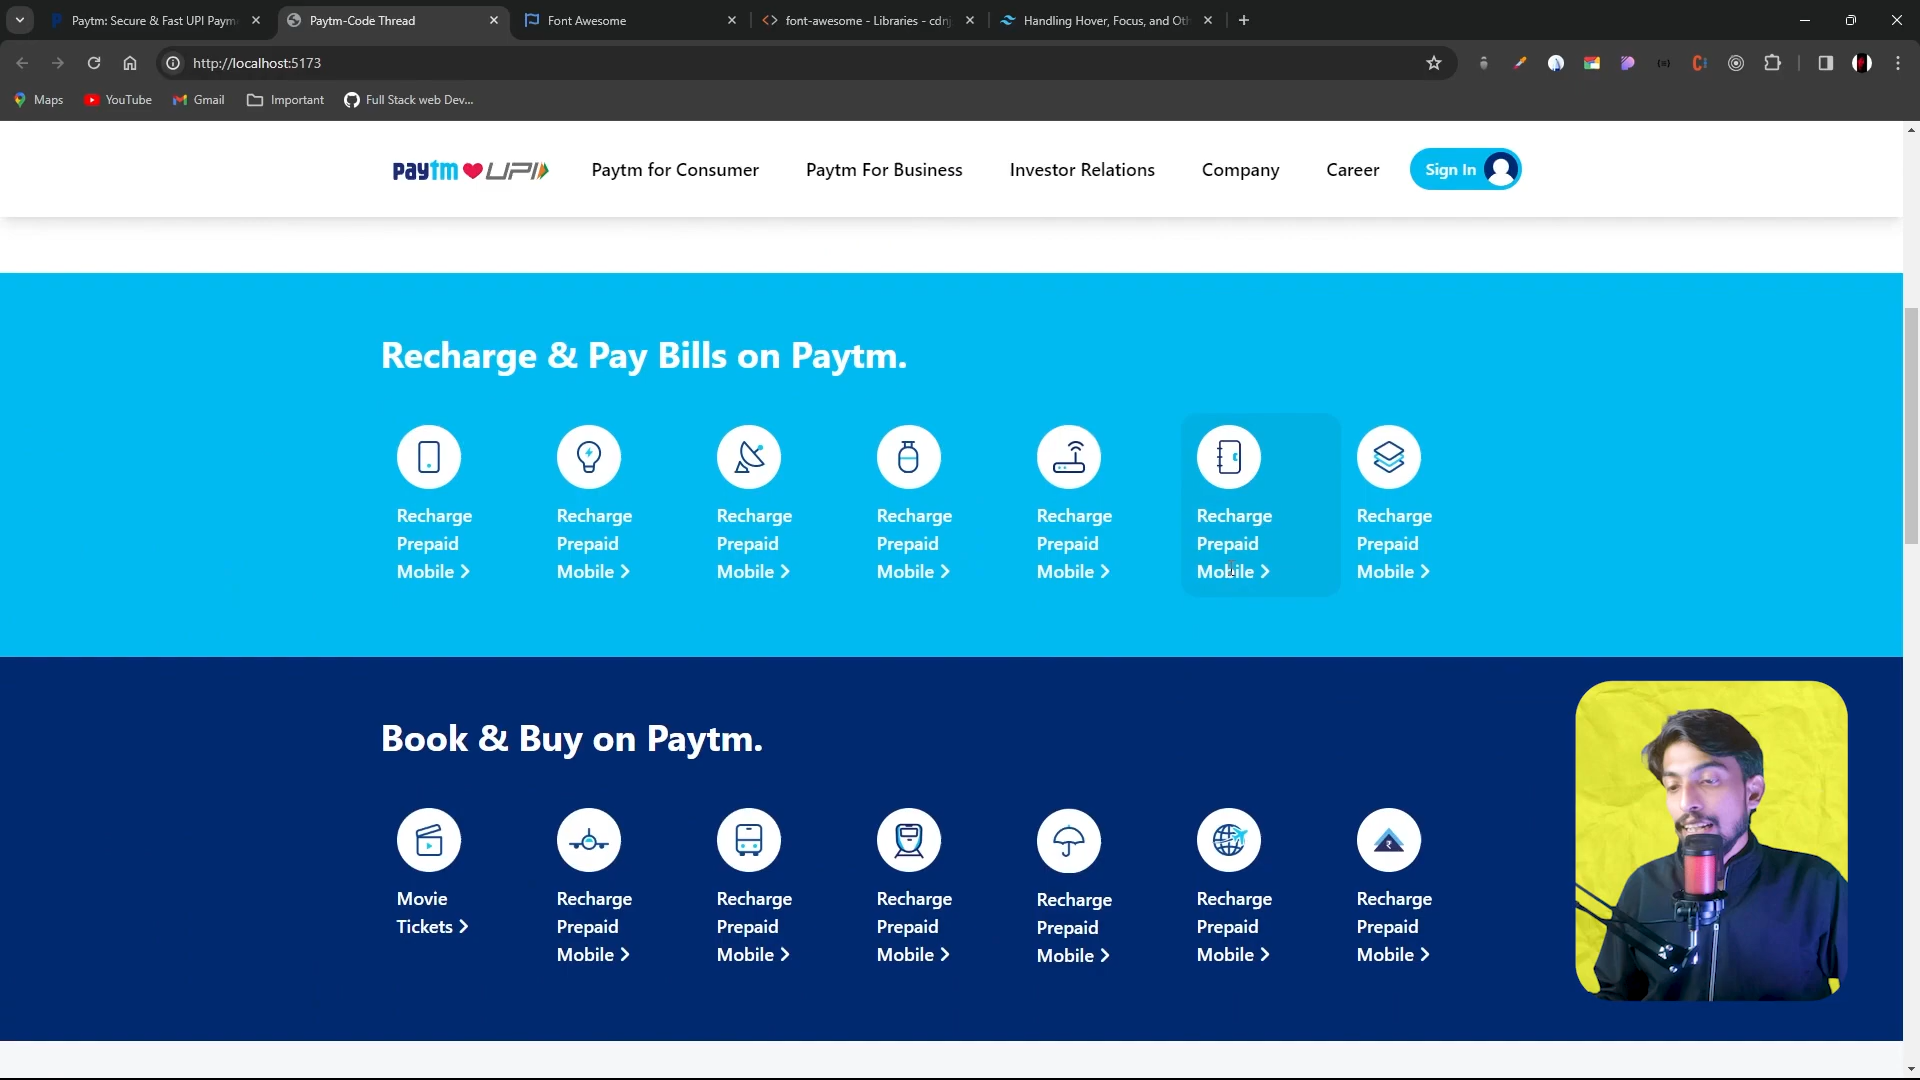 Paytm: Secure & Fast UPI Payme
Paytm-Code Thread
Font Awesome
font-awesome - Libraries - cdnj
Handling Hover, Focus, and Oth
http://localhost:5173
Maps
YouTube
Gmail
Important
Full Stack web Dev...
paytm UPI
Paytm for Consumer
Paytm For Business
Investor Relations
Company
Career
Sign In
Recharge & Pay Bills on Paytm.
Recharge
Prepaid
Mobile
Recharge
Prepaid
Mobile
Recharge
Prepaid
Mobile
Recharge
Prepaid
Mobile
Recharge
Prepaid
Mobile
Recharge
Prepaid
Mobile
Recharge
Prepaid
Mobile
Book & Buy on Paytm.
Movie
Tickets
Recharge
Prepaid
Mobile
Recharge
Prepaid
Mobile
Recharge
Prepaid
Mobile
Recharge
Prepaid
Mobile
Recharge
Prepaid
Mobile
Recharge
Prepaid
Mobile